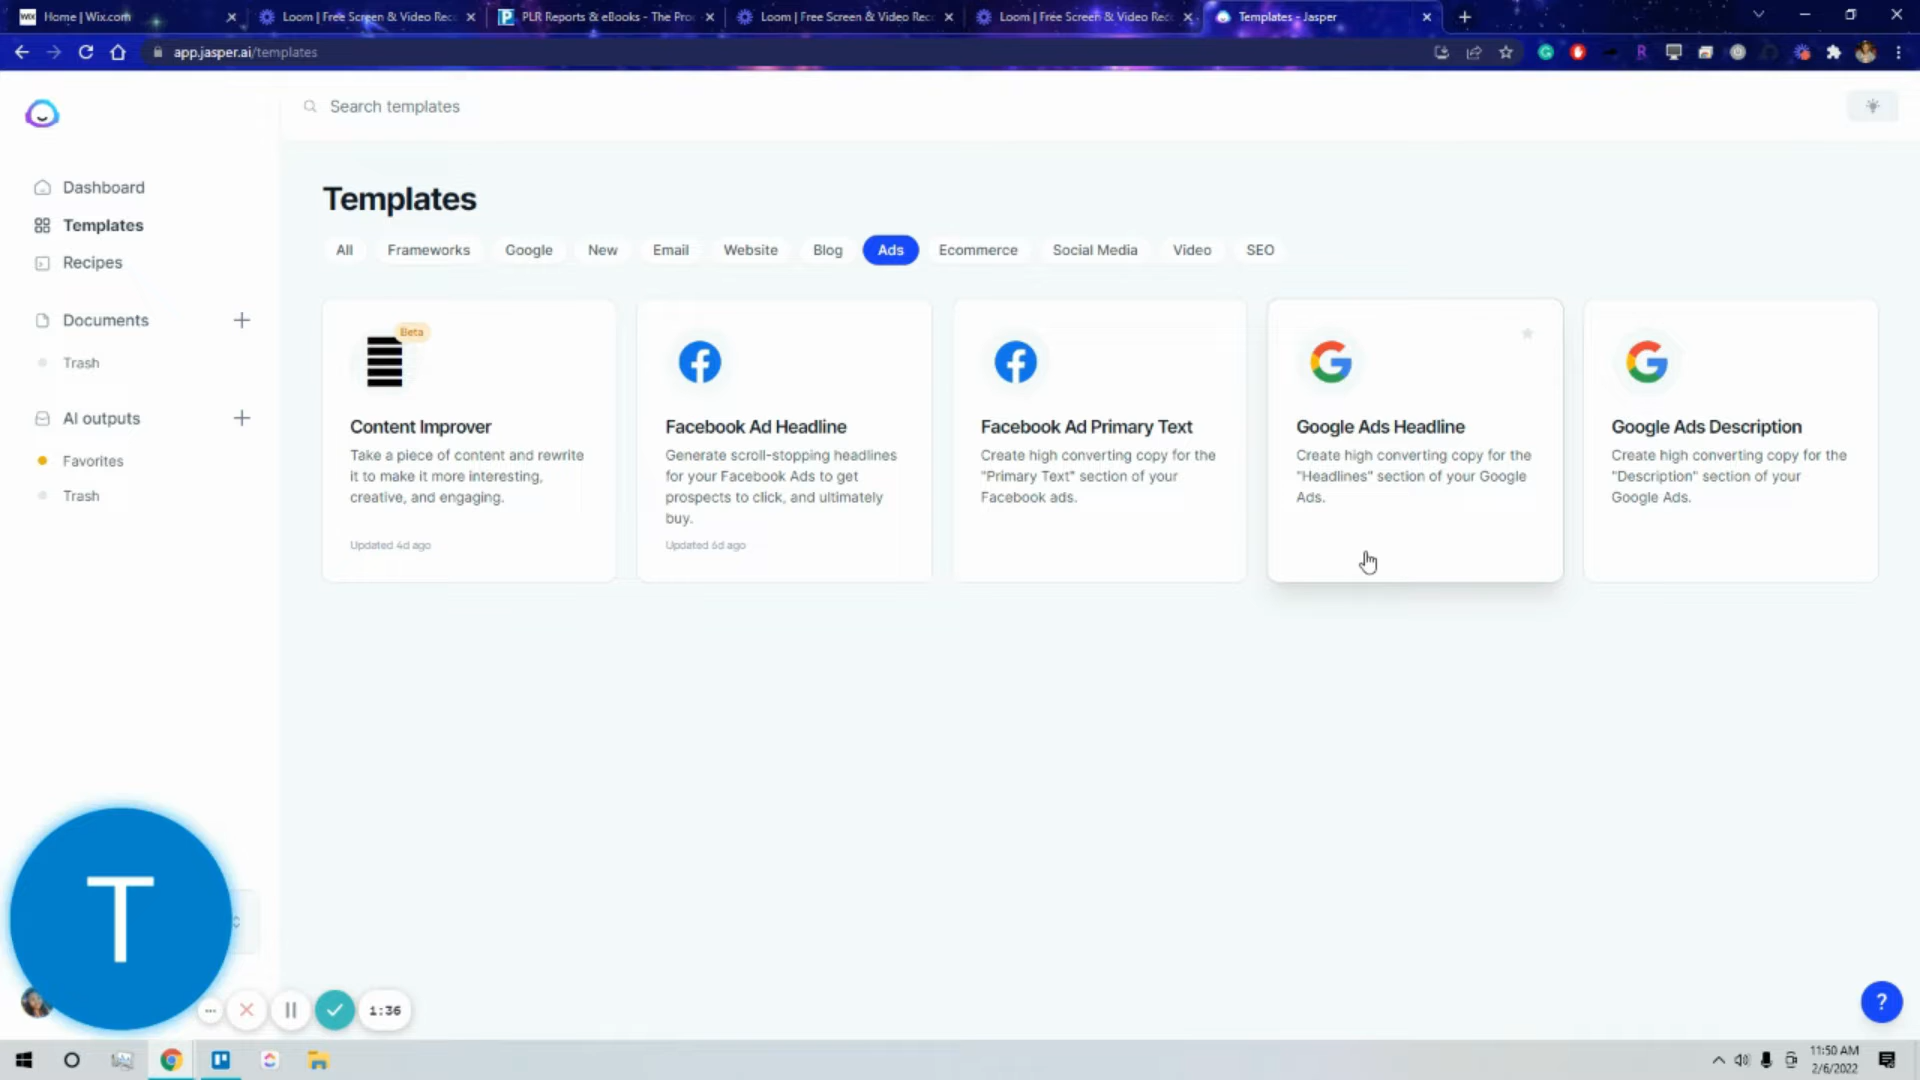 WIX Home | Wix.com
Loom | Free Screen & Video Rec
PLR Reports & eBooks - The Pro
Loom | Free Screen & Video Rec
Loom | Free Screen & Video Rec
Templates - Jasper
app.jasper.ai/templates
Search templates
Dashboard
Templates
Recipes
Documents
Trash
AI outputs
Favorites
Trash
Templates
All
Frameworks
Google
New
Email
Website
Blog
Ads
Ecommerce
Social Media
Video
SEO
Beta
Content Improver
Take a piece of content and rewrite
it to make it more interesting,
creative, and engaging.
Updated 4d ago
Facebook Ad Headline
Generate scroll-stopping headlines
for your Facebook Ads to get
prospects to click, and ultimately
buy.
Updated 6d ago
Facebook Ad Primary Text
Create high converting copy for the
"Primary Text" section of your
Facebook ads.
Google Ads Headline
Create high converting copy for the
"Headlines" section of your Google
Ads.
Google Ads Description
Create high converting copy for the
"Description" section of your
Google Ads.
T
1:36
?
11:50 AM
2/6/2022